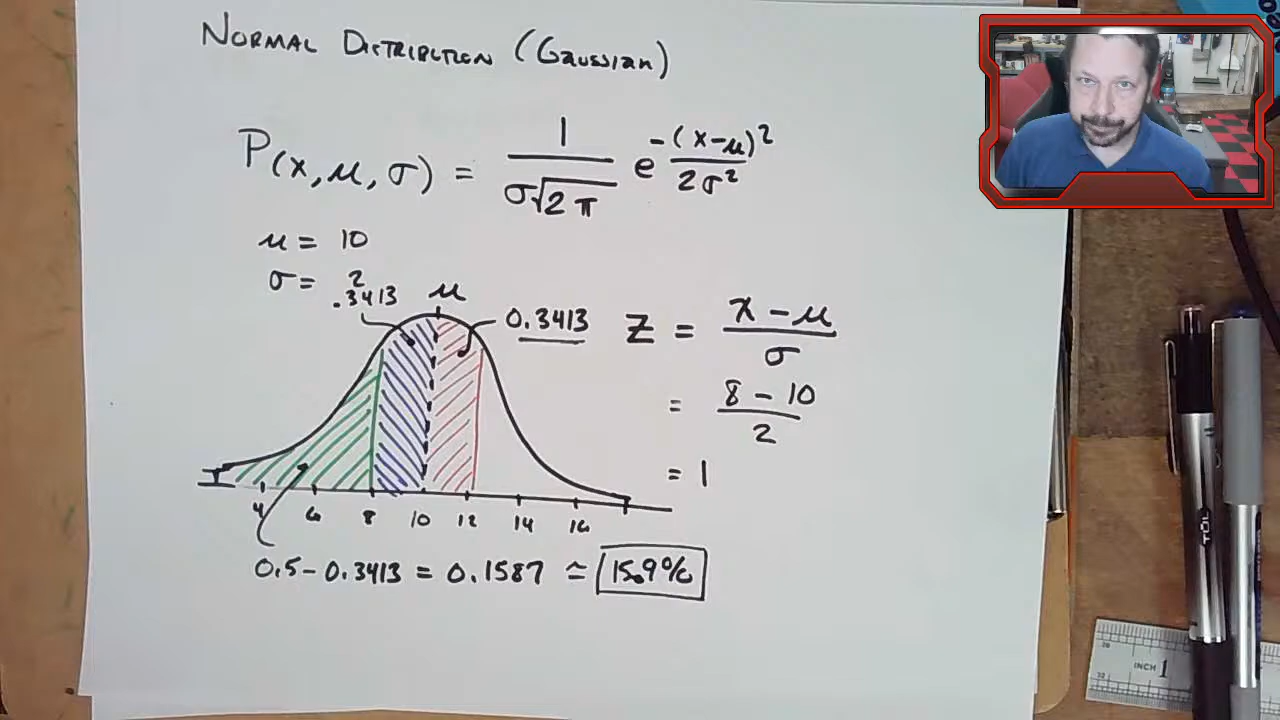 NORMAL DISTRIBUTION (GAUSSIAN)
P(x, μ, σ) = 1/(σ√2π) e^-(x-μ)²/2σ²
μ = 10
σ = 2
.3413
μ
0.3413
Z = x-μ/σ
= 8 - 10/2
= 1
4 6 8 10 12 14 16
0.5 - 0.3413 = 0.1587 ≃ 15.9%
INCH 1
TUL